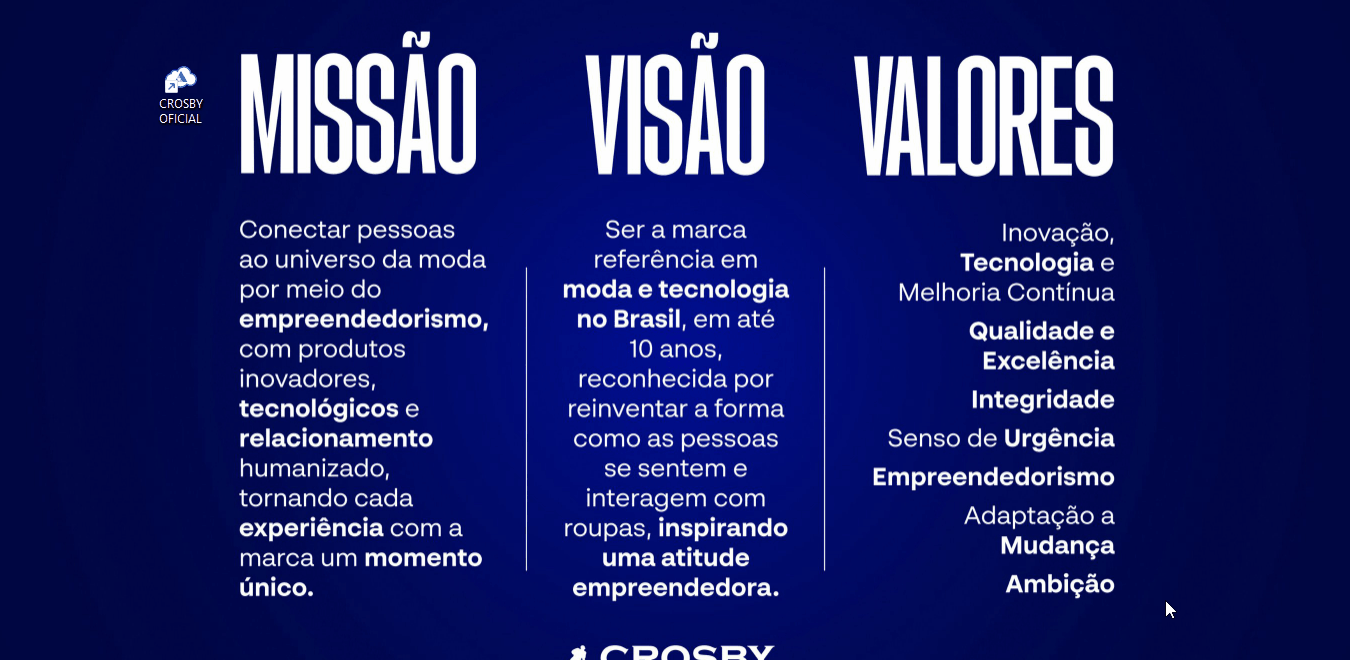 CROSBY
OFICIAL
MISSÃO
Conectar pessoas
ao universo da moda
por meio do
empreendedorismo,
com produtos
inovadores,
tecnológicos e
relacionamento
humanizado,
tornando cada
experiência com a
marca um momento
único.
VISÃO
Ser a marca
referência em
moda e tecnologia
no Brasil, em até
10 anos,
reconhecida por
reinventar a forma
como as pessoas
se sentem e
interagem com
roupas, inspirando
uma atitude
empreendedora.
VALORES
Inovação,
Tecnologia e
Melhoria Contínua
Qualidade e
Excelência
Integridade
Senso de Urgência
Empreendedorismo
Adaptação a
Mudança
Ambição
CROSBY